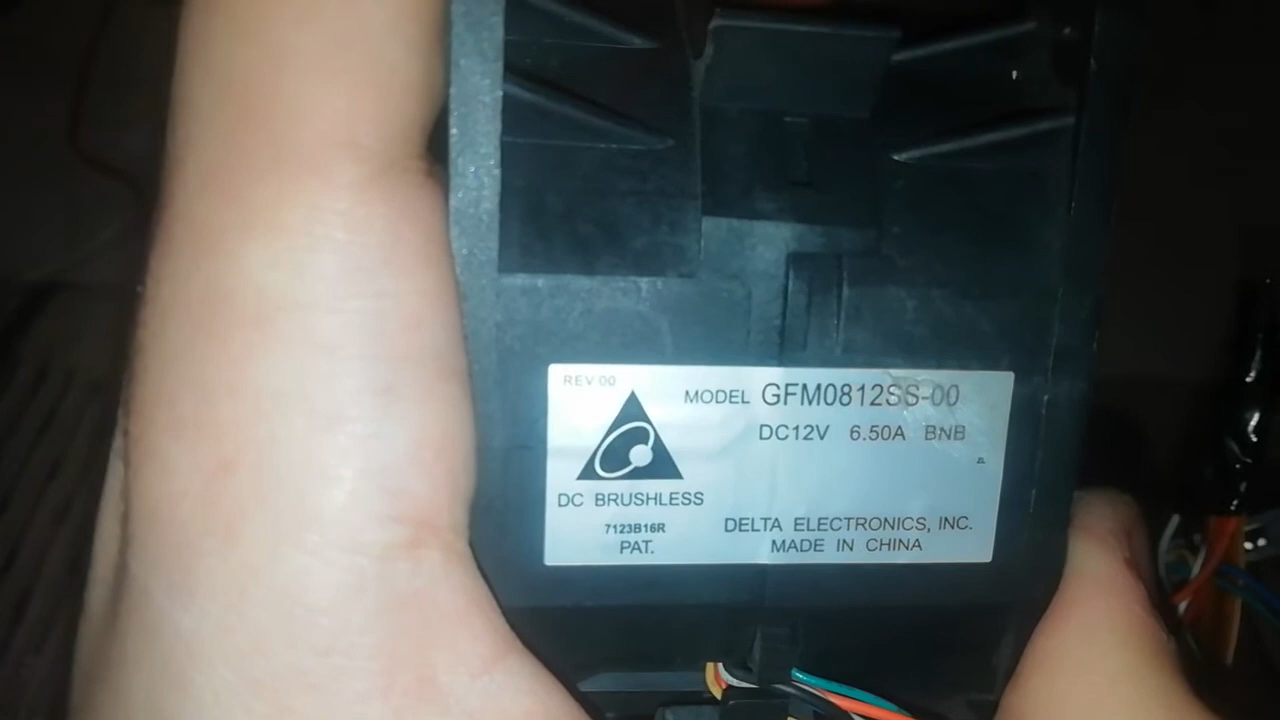 REV 00
MODEL GFM0812SS-00
DC12V 6.50A BNB
DC BRUSHLESS
7123B16R
PAT.
DELTA ELECTRONICS, INC.
MADE IN CHINA